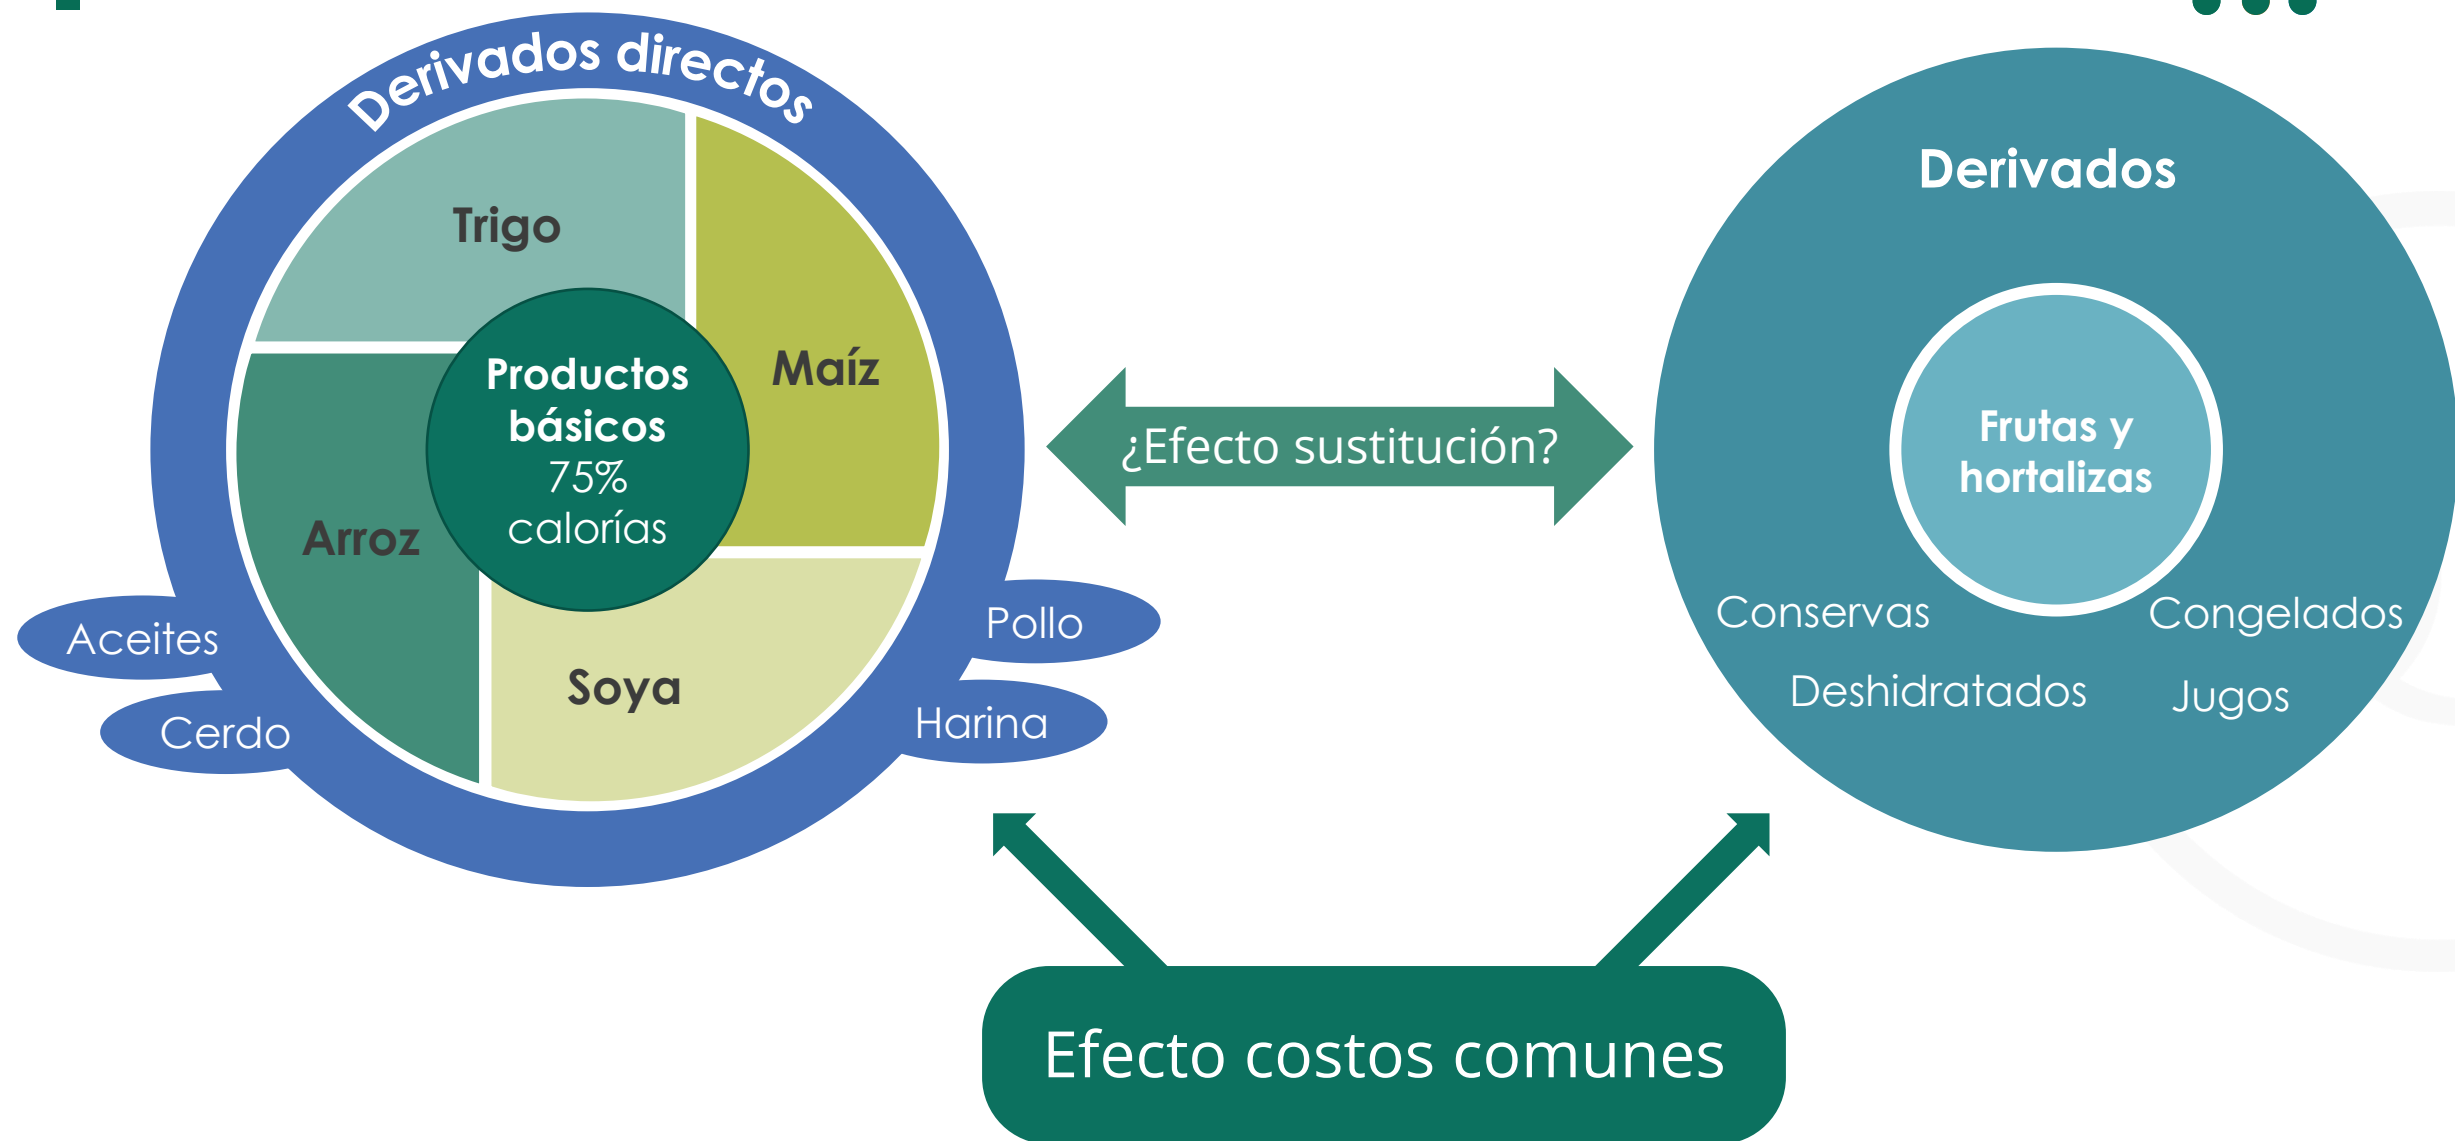 Derivados directos
Trigo
Maíz
Productos
básicos
75%
calorías
Arroz
Soya
Aceites
Cerdo
Pollo
Harina
¿Efecto sustitución?
Derivados
Frutas y
hortalizas
Conservas
Congelados
Deshidratados
Jugos
Efecto costos comunes